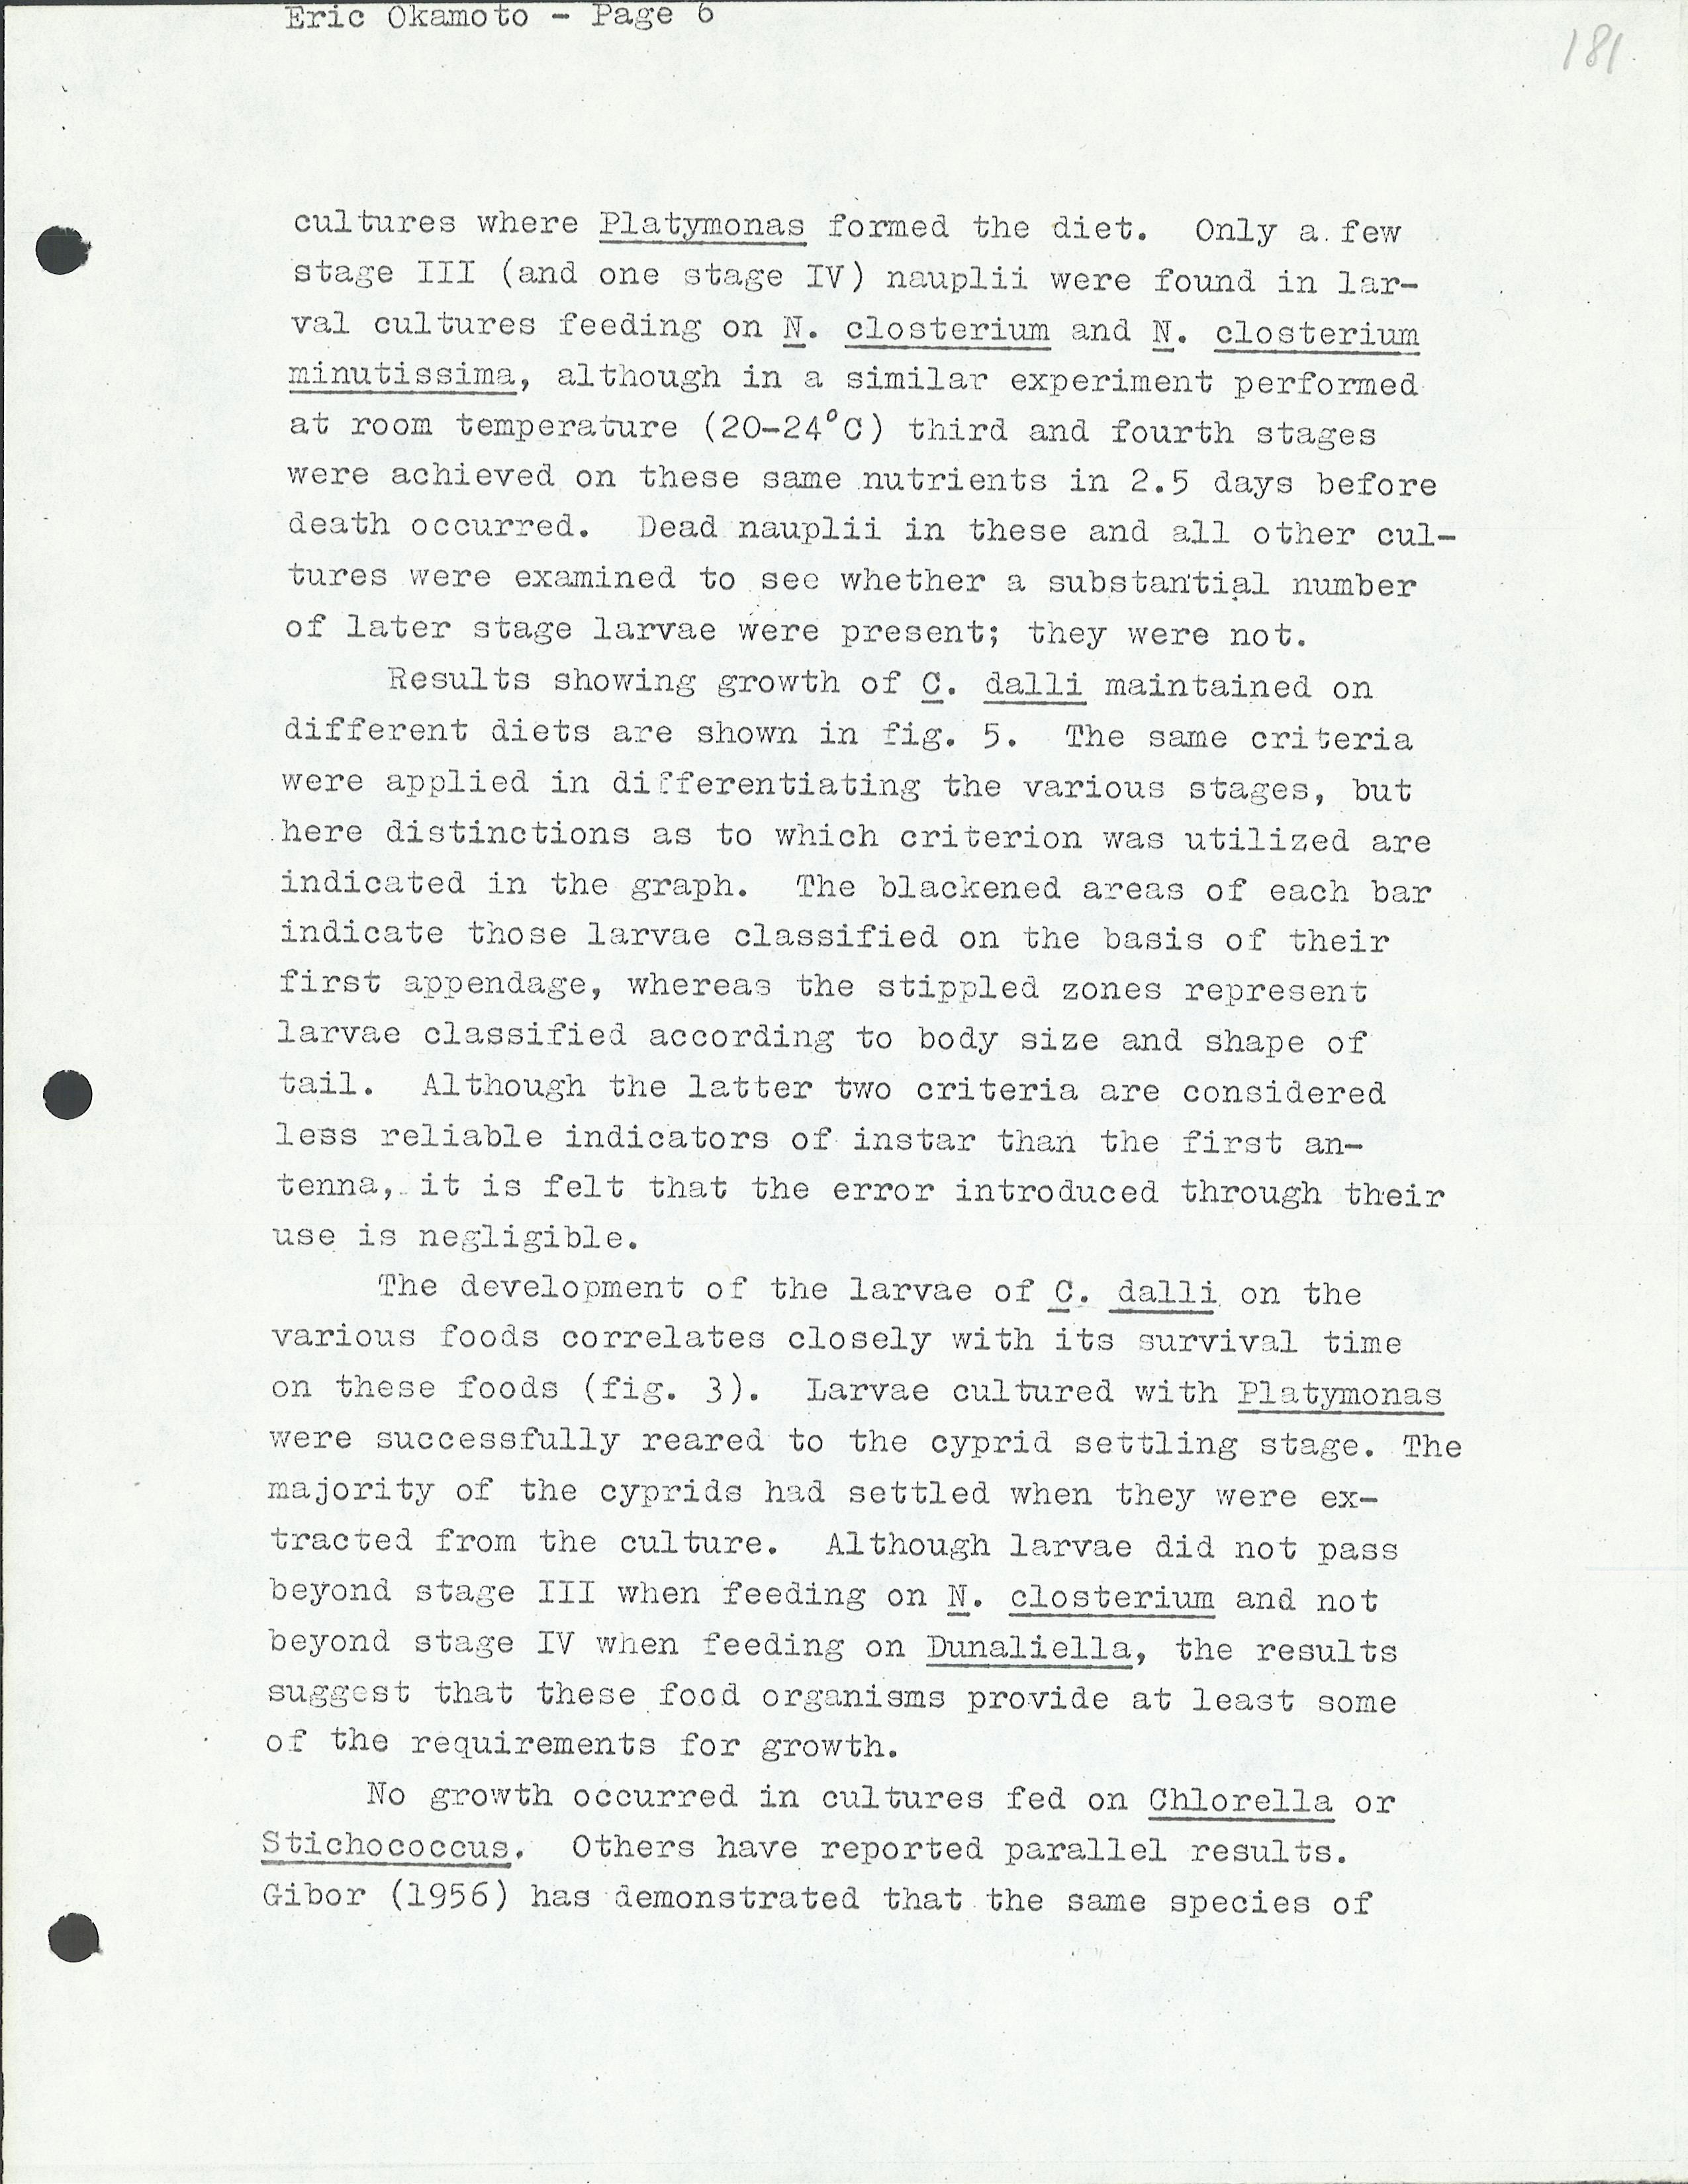 Eric Okamoto - Page 6
181
cultures where Platymonas formed the diet.  Only a few
stage III (and one stage IV) nauplii were found in lar-
val cultures feeding on N. closterium and N. closterium
minutissima, although in a similar experiment performed
at room temperature (20-24°C) third and fourth stages
were achieved on these same nutrients in 2.5 days before
death occurred.  Dead nauplii in these and all other cul-
tures were examined to see whether a substantial number
of later stage larvae were present; they were not.
Results showing growth of C. dalli maintained on
different diets are shown in fig. 5.  The same criteria
were applied in differentiating the various stages, but
here distinctions as to which criterion was utilized are
indicated in the graph.  The blackened areas of each bar
indicate those larvae classified on the basis of their
first appendage, whereas the stippled zones represent
larvae classified according to body size and shape of
tail.  Although the latter two criteria are considered
less reliable indicators of instar than the first an-
tenna, it is felt that the error introduced through their
use is negligible.
The development of the larvae of C. dalli on the
various foods correlates closely with its survival time
on these foods (fig. 3).  Larvae cultured with Platymonas
were successfully reared to the cyprid settling stage. The
majority of the cyprids had settled when they were ex-
tracted from the culture.  Although larvae did not pass
beyond stage III when feeding on N. closterium and not
beyond stage IV when feeding on Dunaliella, the results
suggest that these food organisms provide at least some
of the requirements for growth.
No growth occurred in cultures fed on Chlorella or
Stichococcus.  Others have reported parallel results.
Gibor (1956) has demonstrated that the same species of